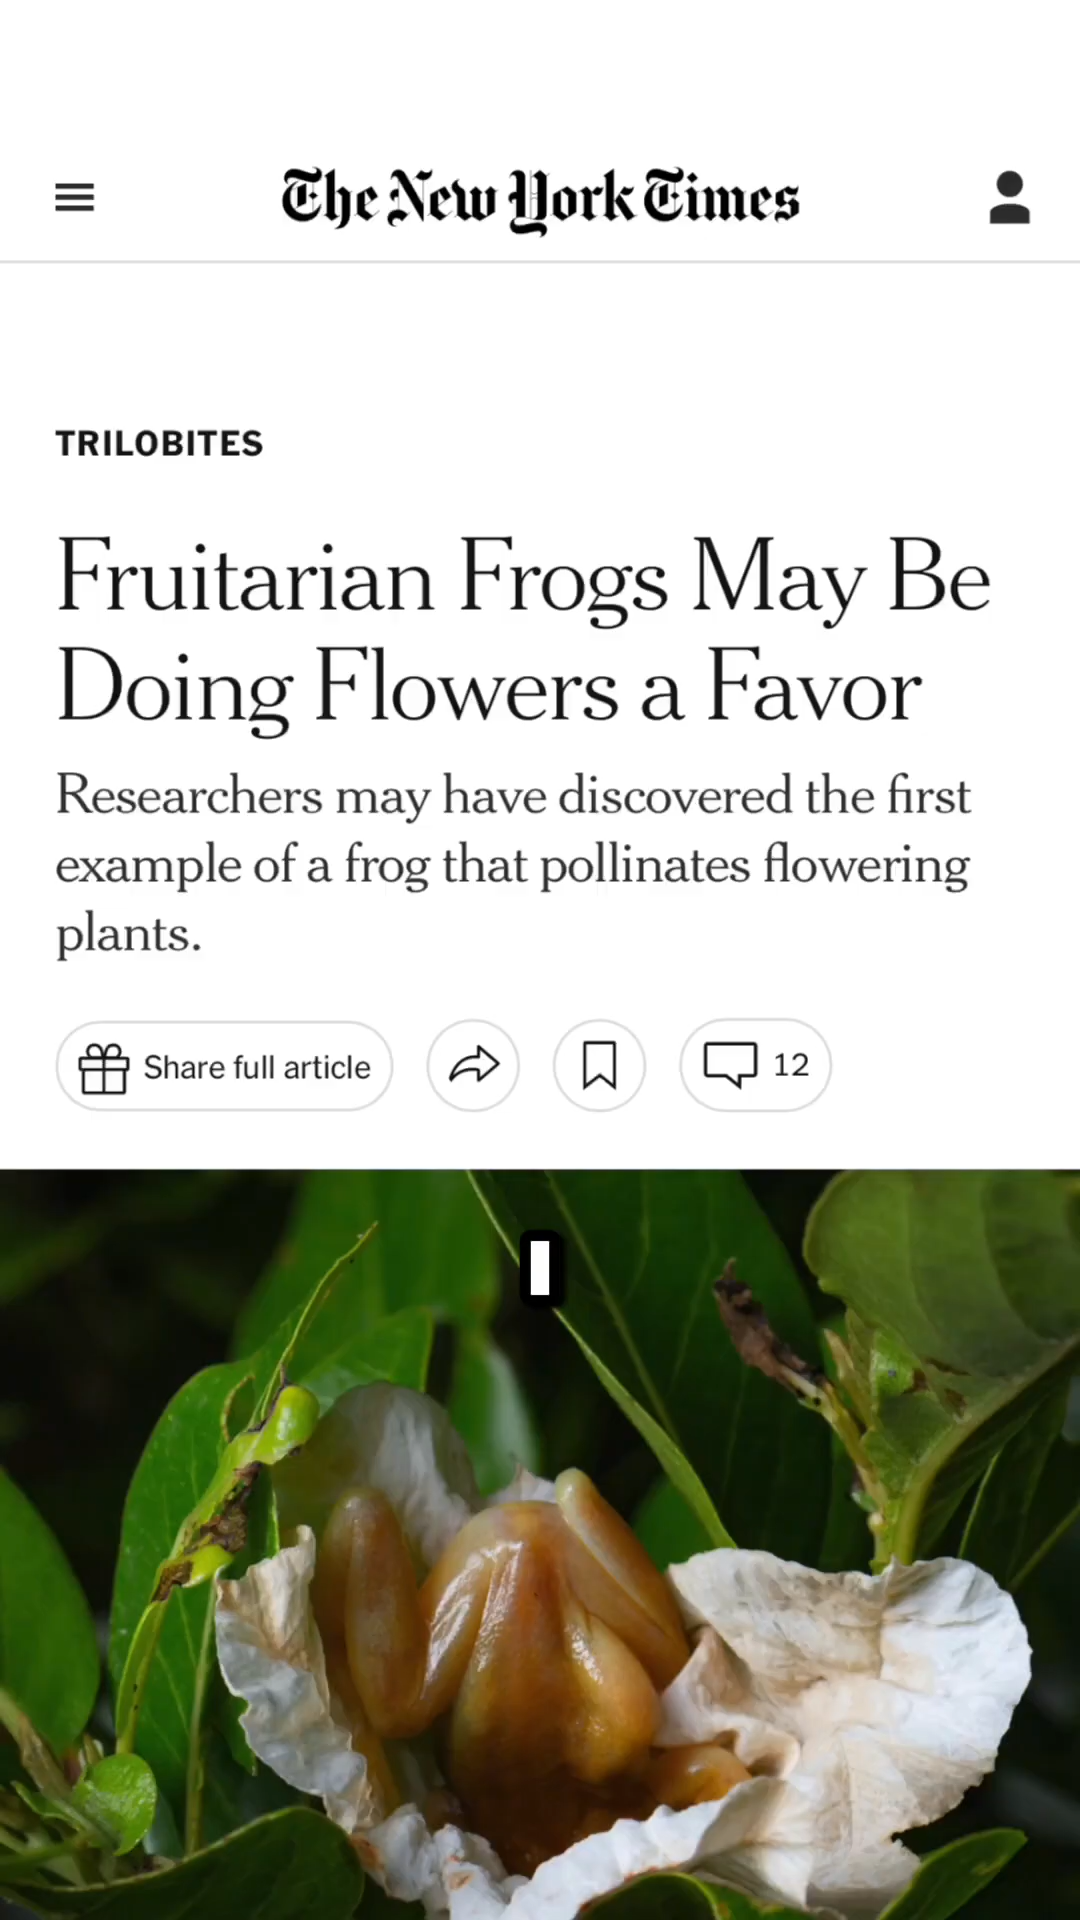 The New York Times
TRILOBITES
Fruitarian Frogs May Be
Doing Flowers a Favor
Researchers may have discovered the first
example of a frog that pollinates flowering
plants.
Share full article
12
I